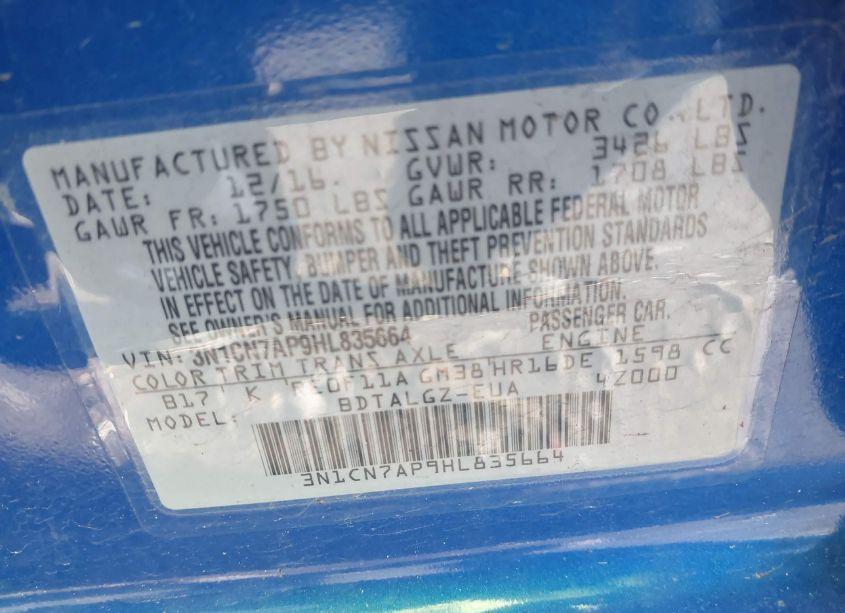 MANUFACTURED BY NISSAN MOTOR CO., LTD.
DATE: 12/16. GVWR: 3426 LBS
GAWR FR: 1750 LBS GAWR RR: 1708 LBS
THIS VEHICLE CONFORMS TO ALL APPLICABLE FEDERAL MOTOR
VEHICLE SAFETY, BUMPER AND THEFT PREVENTION STANDARDS
IN EFFECT ON THE DATE OF MANUFACTURE SHOWN ABOVE.
SEE OWNER'S MANUAL FOR ADDITIONAL INFORMATION.
VIN: 3N1CN7AP9HL835664 PASSENGER CAR.
COLOR TRIM TRANS AXLE ENGINE
B17 K RE0F11A GM38 HR16DE 1598 CC
MODEL: BDTALGZ-EUA 4Z000
3N1CN7AP9HL835664